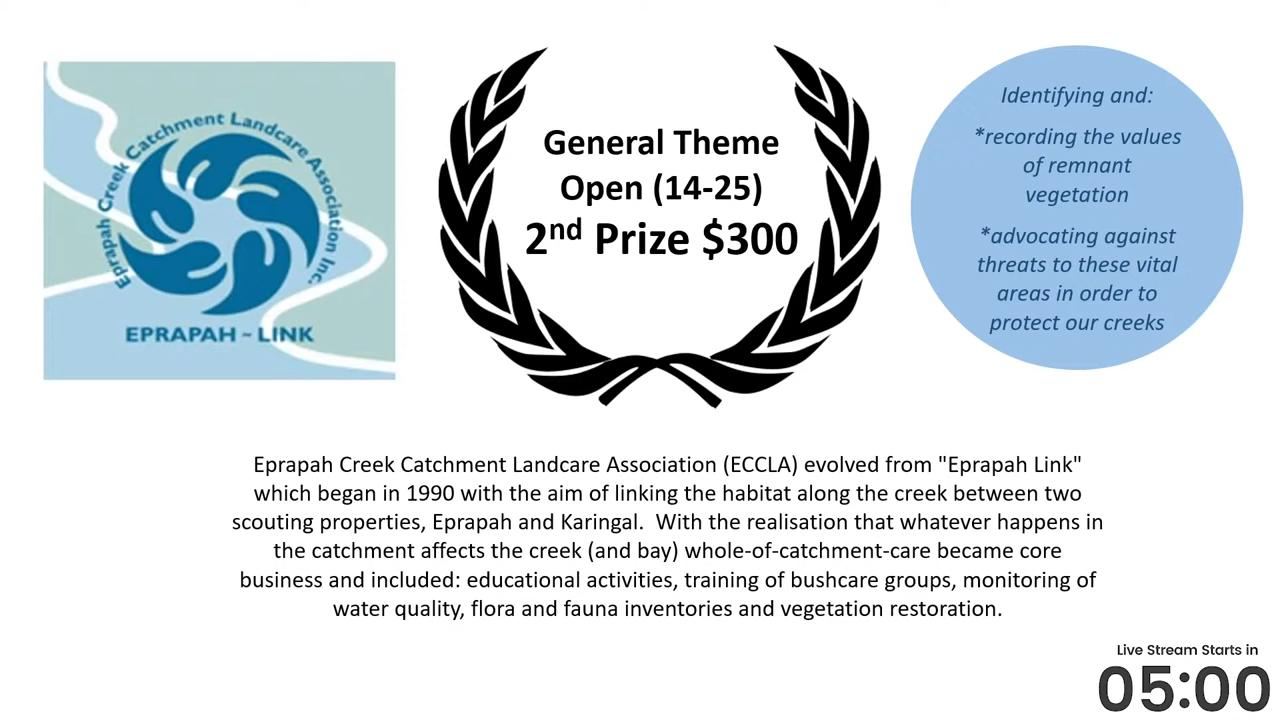 Eprapah Creek Catchment Landcare Association Inc.
EPRAPAH ~ LINK
General Theme
Open (14-25)
2nd Prize $300
Identifying and:
*recording the values
of remnant
vegetation
*advocating against
threats to these vital
areas in order to
protect our creeks
Eprapah Creek Catchment Landcare Association (ECCLA) evolved from "Eprapah Link"
which began in 1990 with the aim of linking the habitat along the creek between two
scouting properties, Eprapah and Karingal.  With the realisation that whatever happens in
the catchment affects the creek (and bay) whole-of-catchment-care became core
business and included: educational activities, training of bushcare groups, monitoring of
water quality, flora and fauna inventories and vegetation restoration.
Live Stream Starts in
05:00